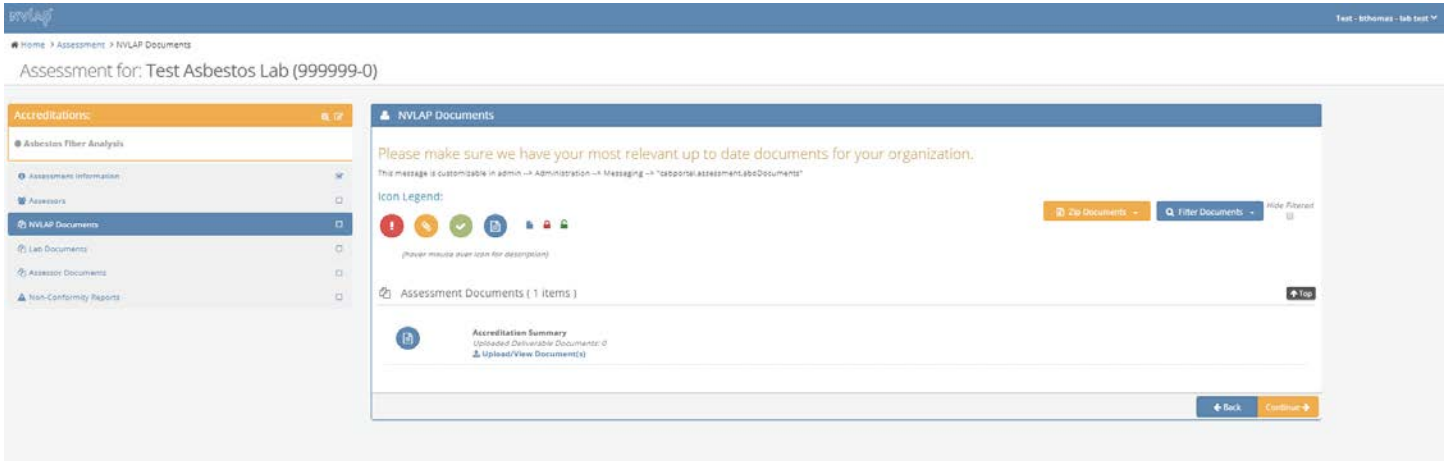 nvlap
Test - bthomas - lab test
Home > Assessment > NVLAP Documents
Assessment for: Test Asbestos Lab (999999-0)
Accreditations:
Asbestos Fiber Analysis
Assessment Information
Assessors
NVLAP Documents
Lab Documents
Assessor Documents
Non-Conformity Reports
NVLAP Documents
Please make sure we have your most relevant up to date documents for your organization.
This message is customizable in admin --> Administration --> Messaging --> "cabportal.assessment.absDocuments"
Icon Legend:
Zip Documents
Filter Documents
Hide Filtered
(hover mouse over icon for description)
Assessment Documents ( 1 items )
Top
Accreditation Summary
Uploaded Deliverable Documents: 0
Upload/View Document(s)
Back
Continue